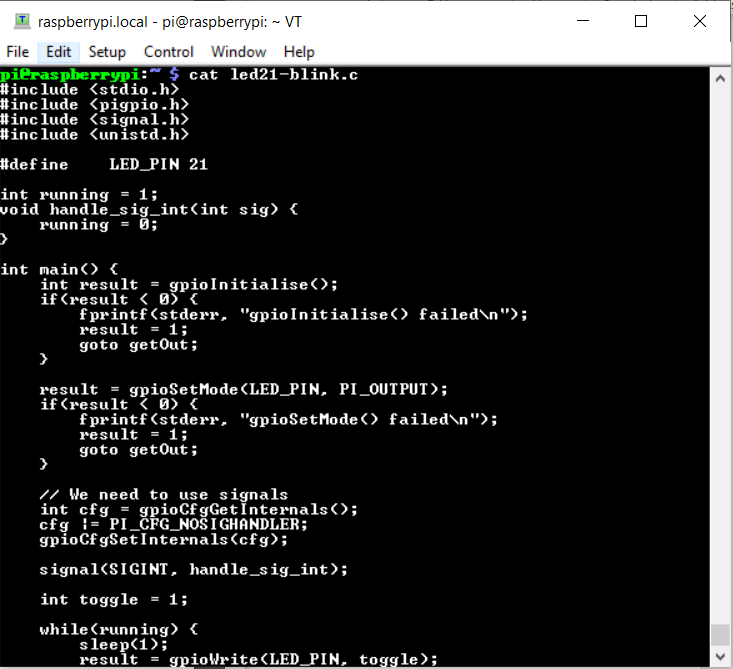 raspberrypi.local - pi@raspberrypi: ~ VT
File Edit Setup Control Window Help
pi@raspberrypi:~ $ cat led21-blink.c
#include <stdio.h>
#include <pigpio.h>
#include <signal.h>
#include <unistd.h>

#define    LED_PIN 21

int running = 1;
void handle_sig_int(int sig) {
    running = 0;
}

int main() {
    int result = gpioInitialise();
    if(result < 0) {
        fprintf(stderr, "gpioInitialise() failed\n");
        result = 1;
        goto getOut;
    }

    result = gpioSetMode(LED_PIN, PI_OUTPUT);
    if(result < 0) {
        fprintf(stderr, "gpioSetMode() failed\n");
        result = 1;
        goto getOut;
    }

    // We need to use signals
    int cfg = gpioCfgGetInternals();
    cfg |= PI_CFG_NOSIGHANDLER;
    gpioCfgSetInternals(cfg);

    signal(SIGINT, handle_sig_int);

    int toggle = 1;

    while(running) {
        sleep(1);
        result = gpioWrite(LED_PIN, toggle);